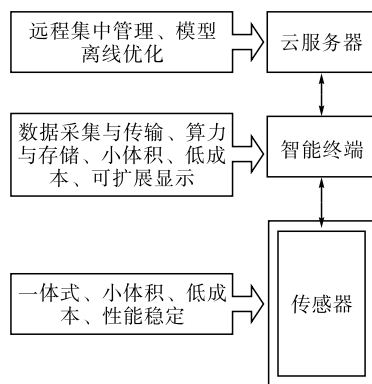 远程集中管理、模型
离线优化
云服务器
数据采集与传输、算力
与存储、小体积、低成
本、可扩展显示
智能终端
一体式、小体积、低成
本、性能稳定
传感器